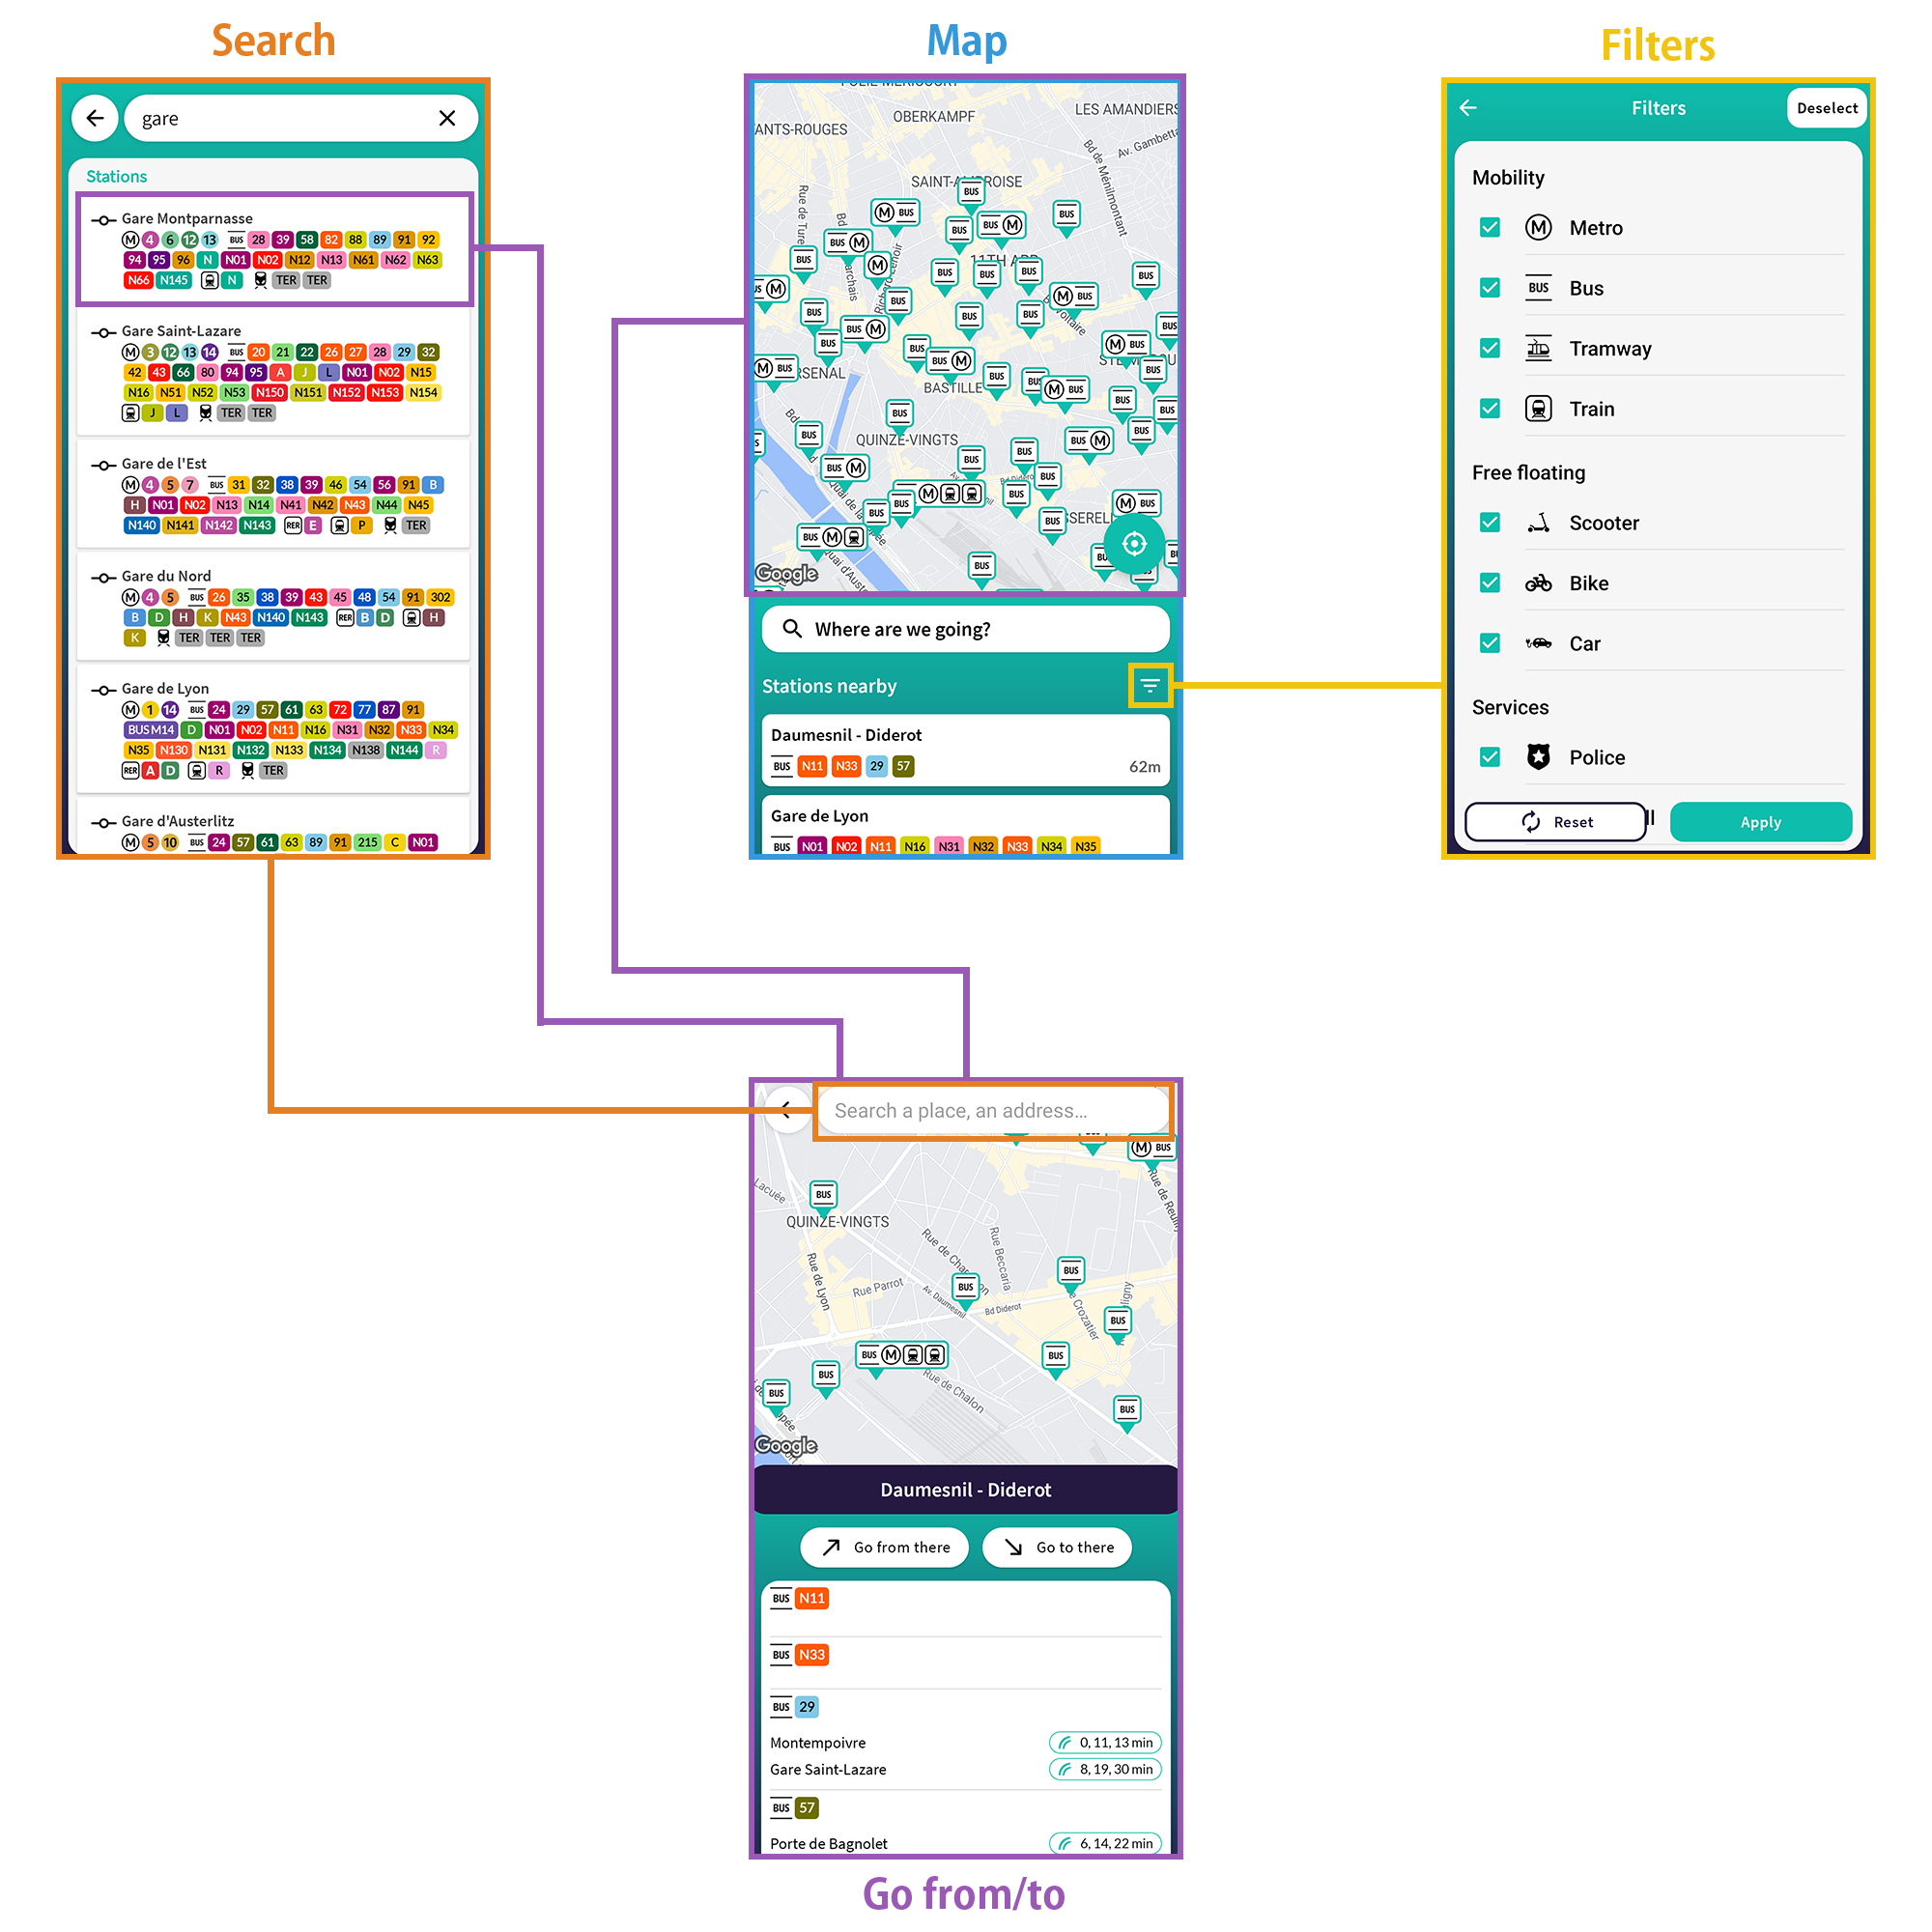 Search
gare
Stations
Gare Montparnasse
M 4 6 12 13 BUS 28 39 58 82 88 89 91 92
94 95 96 N N01 N02 N12 N13 N61 N62 N63
N66 N145 N TER TER
Gare Saint-Lazare
M 3 12 13 14 BUS 20 21 22 26 27 28 29 32
42 43 66 80 94 95 A J L N01 N02 N15
N16 N51 N52 N53 N150 N151 N152 N153 N154
J L TER TER
Gare de l'Est
M 4 5 7 BUS 31 32 38 39 46 54 56 91 B
H N01 N02 N13 N14 N41 N42 N43 N44 N45
N140 N141 N142 N143 RER E P TER
Gare du Nord
M 4 5 BUS 26 35 38 39 43 45 48 54 91 302
B D H K N43 N140 N143 RER B D H
K TER TER TER
Gare de Lyon
M 1 14 BUS 24 29 57 61 63 72 77 87 91
BUS M14 D N01 N02 N11 N16 N31 N32 N33 N34
N35 N130 N131 N132 N133 N134 N138 N144 R
RER A D R TER
Gare d'Austerlitz
M 5 10 BUS 24 57 61 63 89 91 215 C N01
Map
OBERKAMPF
LES AMANDIERS
ANTS-ROUGES
Av. Gambetta
Bd de Ménilmontant
SAINT-AMBROISE
Rue de Ture
11TH ARR
BASTILLE
QUINZE-VINGTS
Google
Where are we going?
Stations nearby
Daumesnil - Diderot
BUS N11 N33 29 57
62m
Gare de Lyon
BUS N01 N02 N11 N16 N31 N32 N33 N34 N35
Filters
Filters
Deselect
Mobility
Metro
Bus
Tramway
Train
Free floating
Scooter
Bike
Car
Services
Police
Reset
Apply
Search a place, an address...
Lacuée
QUINZE-VINGTS
Rue de Lyon
Rue Parrot
Rue Beccaria
Av. Daumesnil
Bd Diderot
Rue de Chalon
Google
Daumesnil - Diderot
Go from there
Go to there
BUS N11
BUS N33
BUS 29
Montempoivre
0, 11, 13 min
Gare Saint-Lazare
8, 19, 30 min
BUS 57
Porte de Bagnolet
6, 14, 22 min
Go from/to